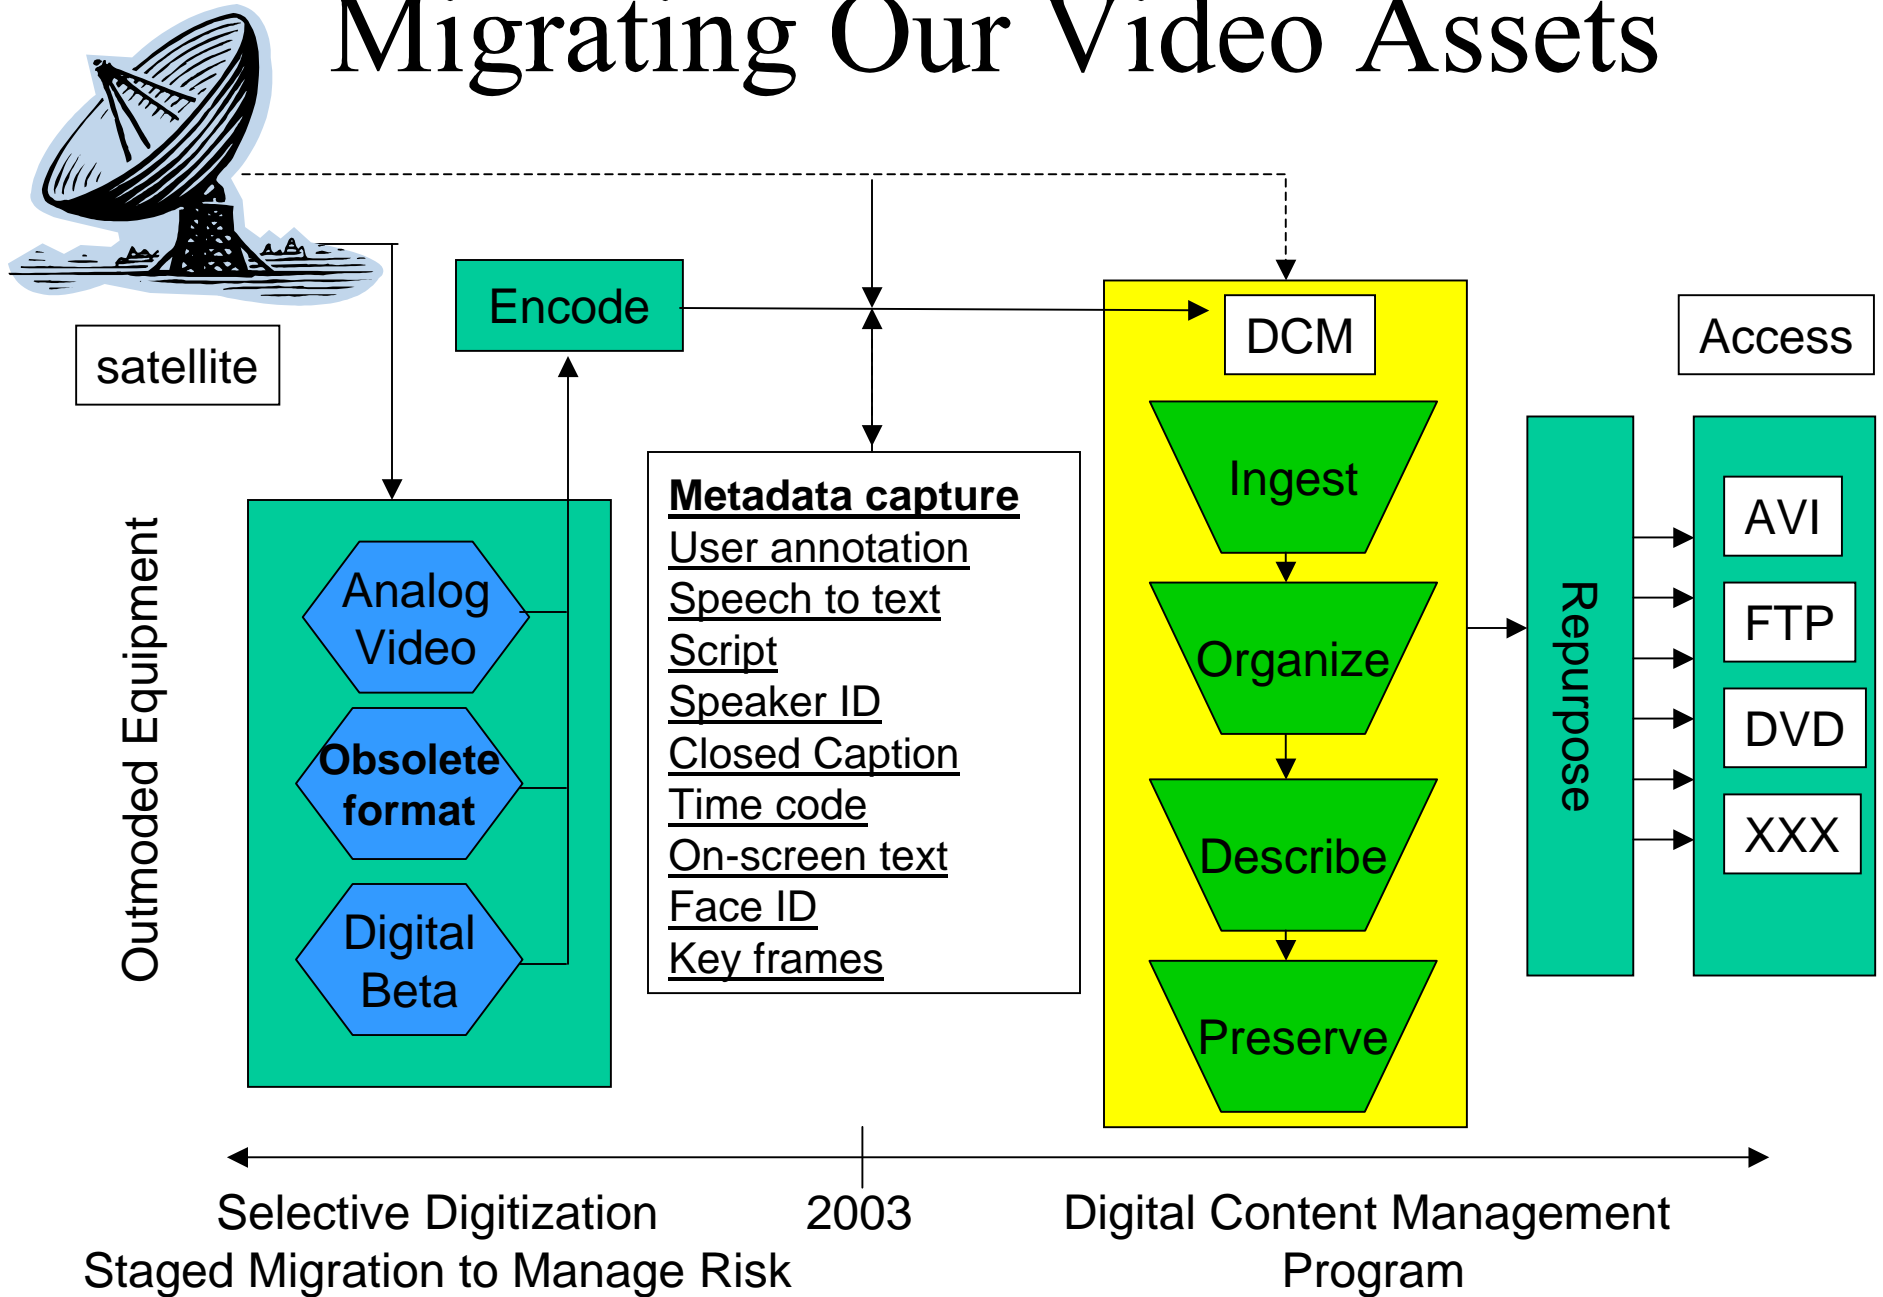 Migrating Our Video Assets
satellite
Encode
DCM
Access
Outmoded Equipment
Analog
Video
Obsolete
format
Digital
Beta
Metadata capture
User annotation
Speech to text
Script
Speaker ID
Closed Caption
Time code
On-screen text
Face ID
Key frames
Ingest
Organize
Describe
Preserve
Repurpose
AVI
FTP
DVD
XXX
Selective Digitization
Staged Migration to Manage Risk
2003
Digital Content Management
Program